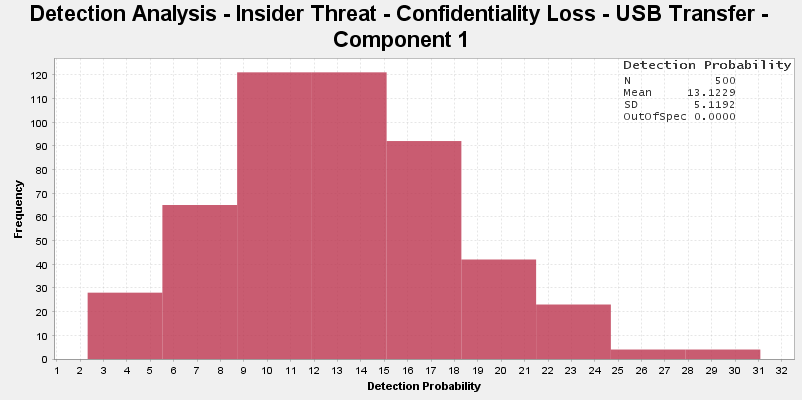 Detection Analysis - Insider Threat - Confidentiality Loss - USB Transfer -
Component 1
Detection Probability
N 500
Mean 13.1229
SD 5.1192
OutOfSpec 0.0000
120
110
100
90
80
70
60
50
40
30
20
10
0
Frequency
1 2 3 4 5 6 7 8 9 10 11 12 13 14 15 16 17 18 19 20 21 22 23 24 25 26 27 28 29 30 31 32
Detection Probability